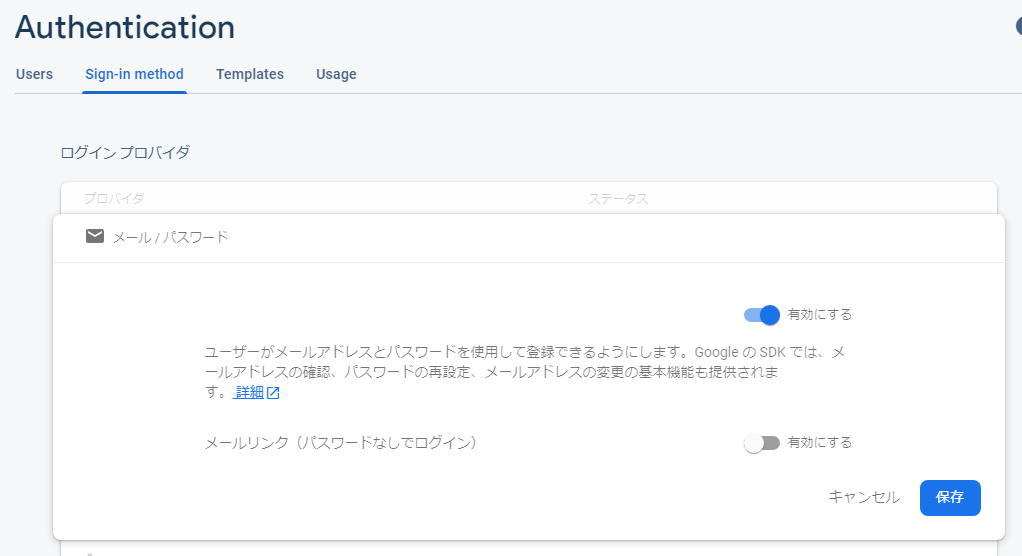 Authentication
Users Sign-in method Templates Usage
ログイン プロバイダ
プロバイダ ステータス
メール / パスワード
有効にする
ユーザーがメールアドレスとパスワードを使用して登録できるようにします。Google の SDK では、メ
ールアドレスの確認、パスワードの再設定、メールアドレスの変更の基本機能も提供されま
す。 詳細
メールリンク（パスワードなしでログイン） 有効にする
キャンセル 保存